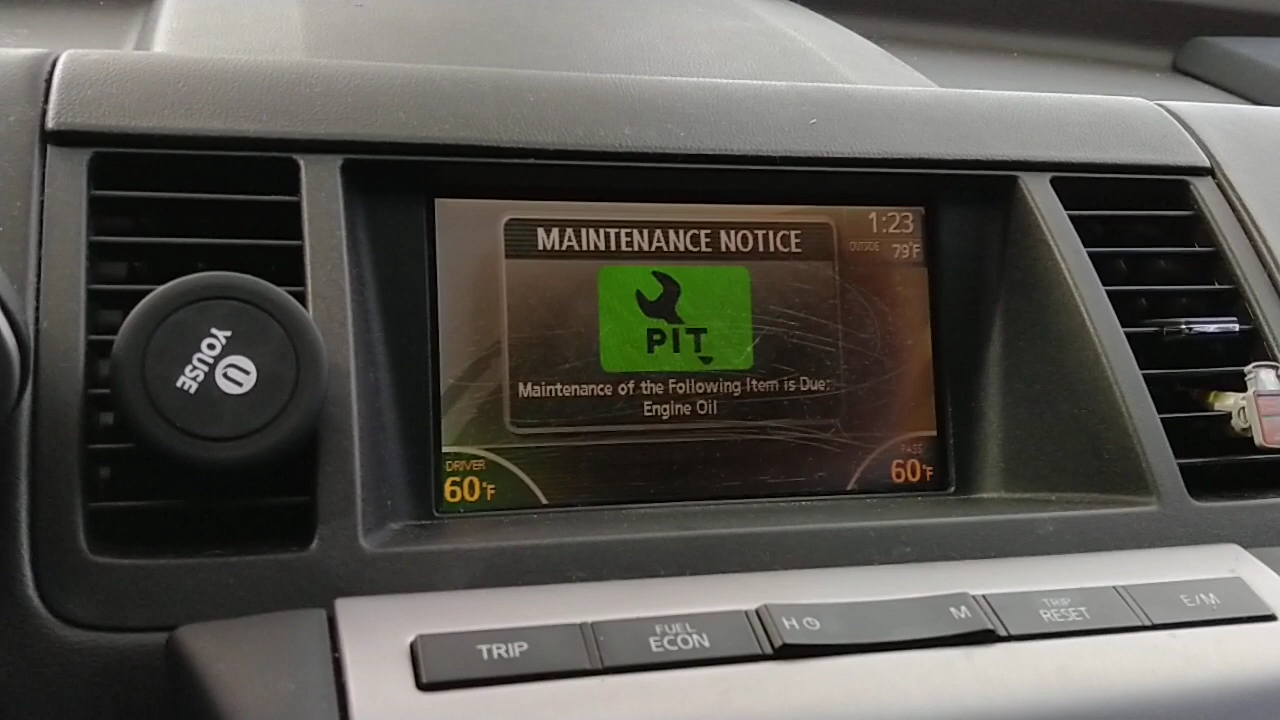 MAINTENANCE NOTICE
1:23
OUTSIDE 79°F
PIT
Maintenance of the Following Item is Due:
Engine Oil
DRIVER
60°F
PASS
60°F
YOUSE
U
TRIP
FUEL
ECON
H M
TRIP
RESET
E/M